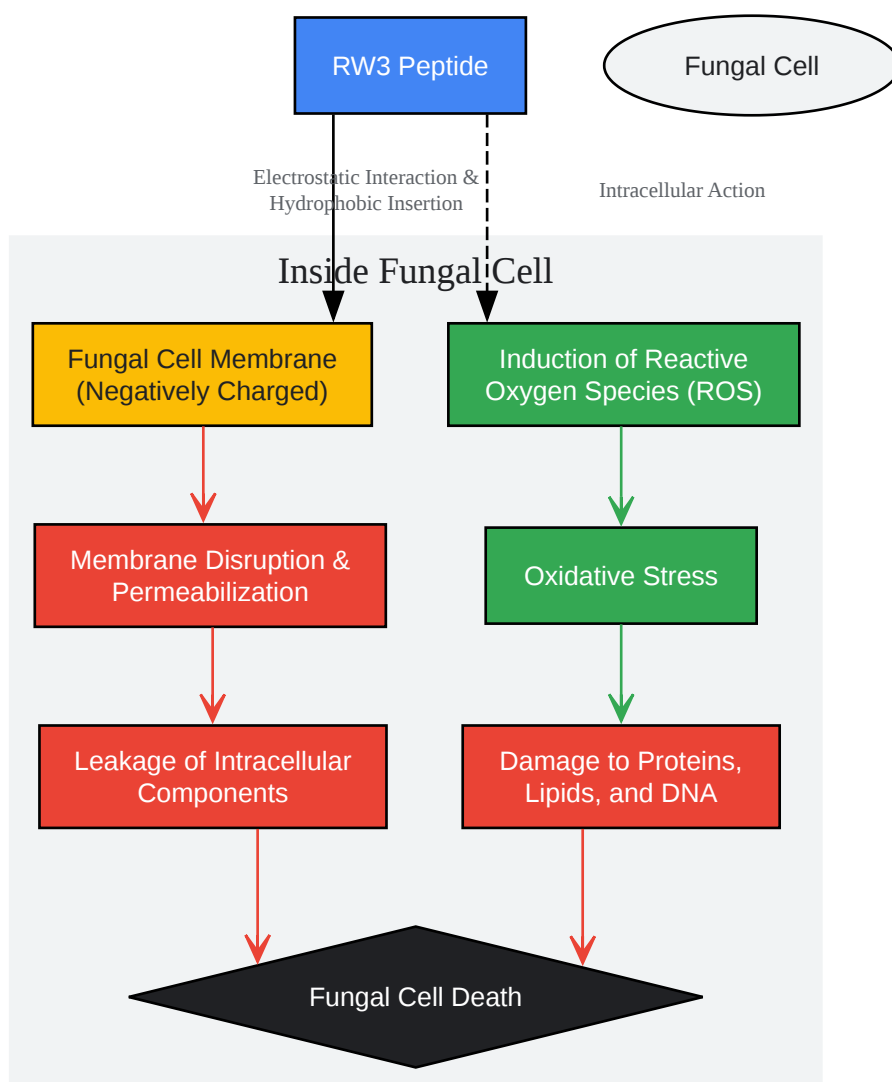 RW3 Peptide
Fungal Cell
Electrostatic Interaction &
Hydrophobic Insertion
Intracellular Action
Inside Fungal Cell
Fungal Cell Membrane
(Negatively Charged)
Induction of Reactive
Oxygen Species (ROS)
Membrane Disruption &
Permeabilization
Oxidative Stress
Leakage of Intracellular
Components
Damage to Proteins,
Lipids, and DNA
Fungal Cell Death